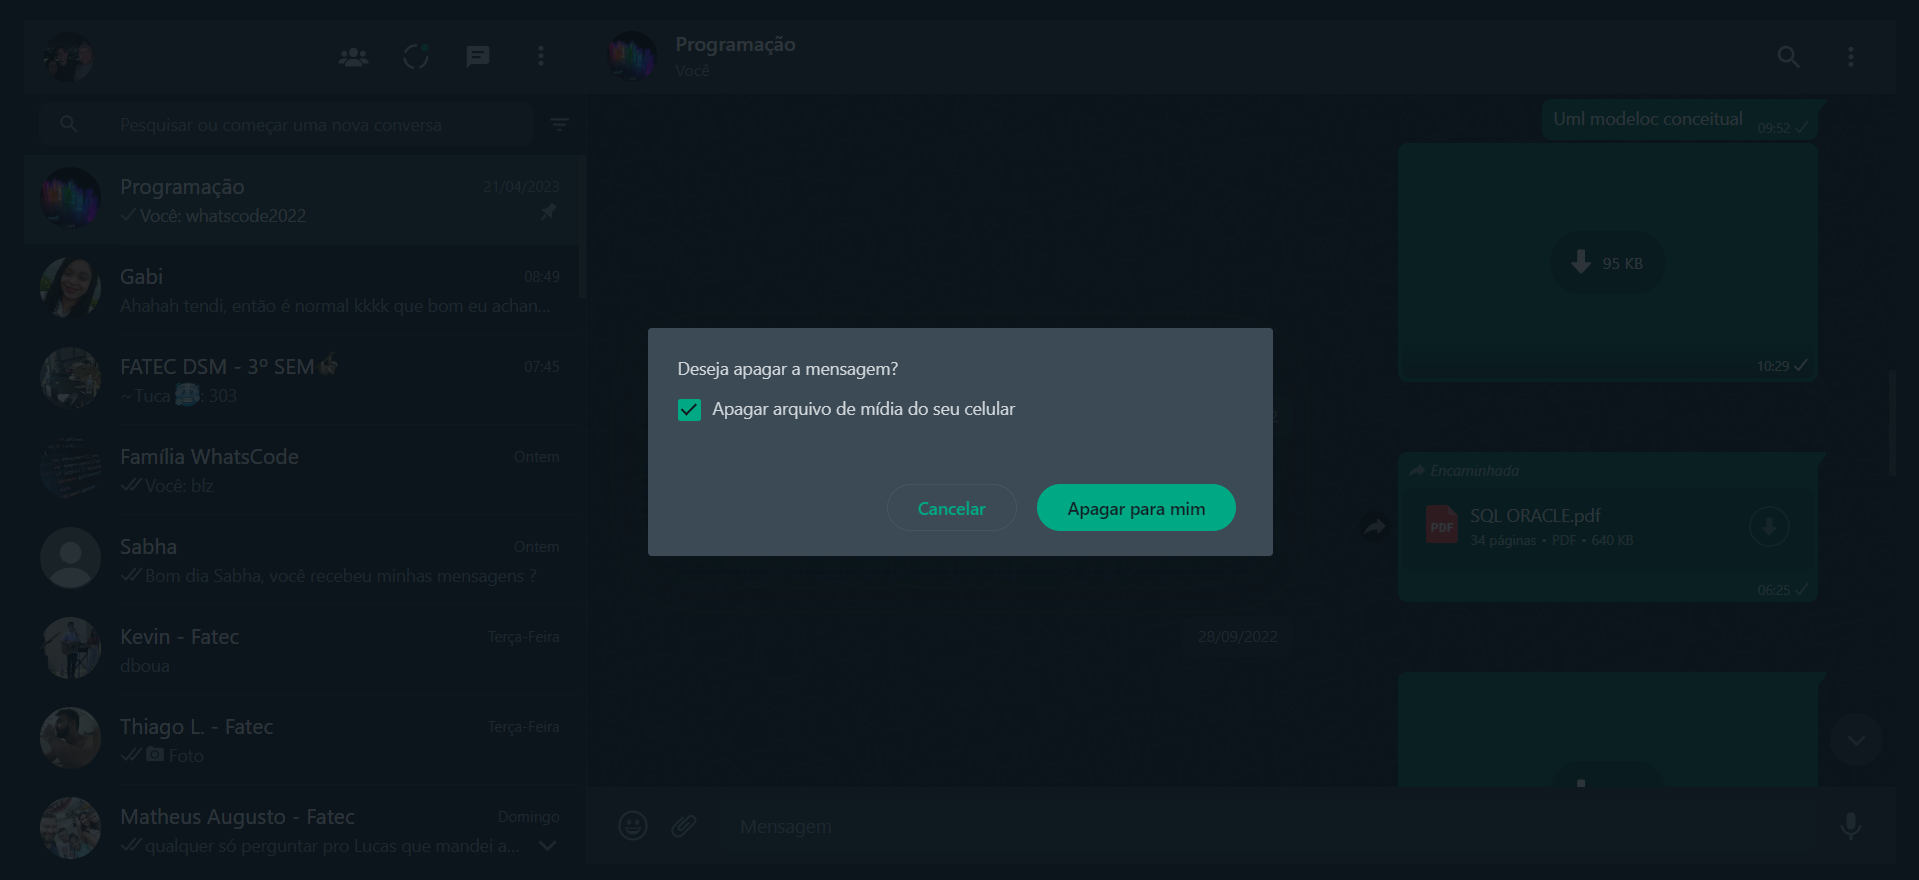 Programação
Você
Pesquisar ou começar uma nova conversa
Programação
21/04/2023
Você: whatscode2022
Gabi
08:49
Ahahah tendi, então é normal kkkk que bom eu achan...
FATEC DSM - 3º SEM
07:45
~Tuca : 303
Família WhatsCode
Ontem
Você: blz
Sabha
Ontem
Bom dia Sabha, você recebeu minhas mensagens ?
Kevin - Fatec
Terça-Feira
dboua
Thiago L. - Fatec
Terça-Feira
Foto
Matheus Augusto - Fatec
Domingo
qualquer só perguntar pro Lucas que mandei a...
Uml modeloc conceitual
09:52
95 KB
10:29
Deseja apagar a mensagem?
Apagar arquivo de mídia do seu celular
Cancelar
Apagar para mim
Encaminhada
PDF
SQL ORACLE.pdf
34 páginas • PDF • 640 KB
06:25
28/09/2022
Mensagem